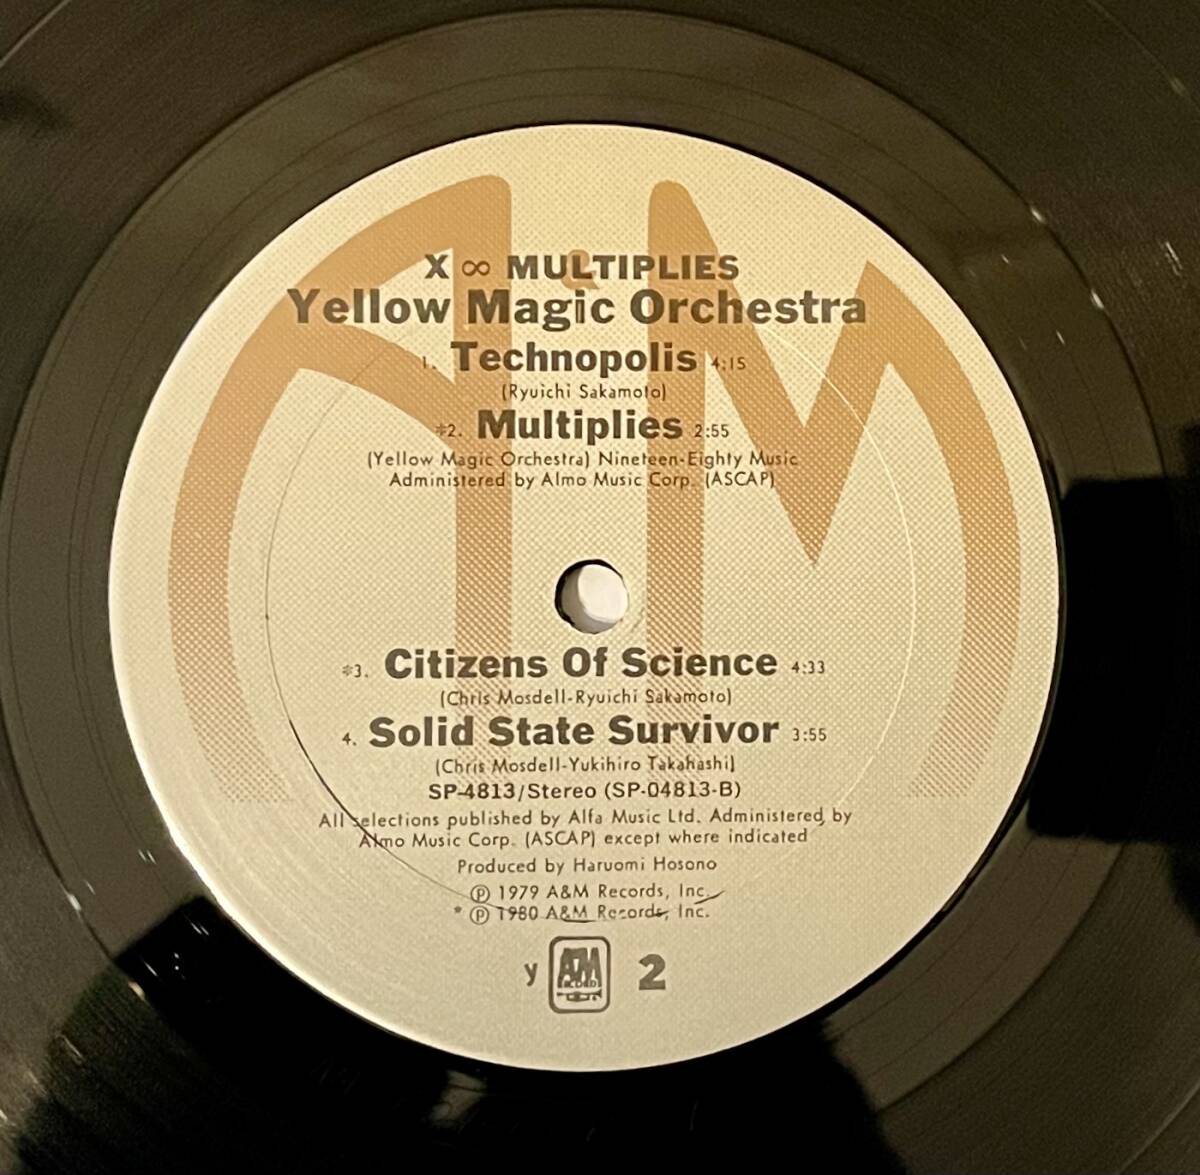 X ∞ MULTIPLIES
Yellow Magic Orchestra
1. Technopolis 4:15
(Ryuichi Sakamoto)
*2. Multiplies 2:55
(Yellow Magic Orchestra) Nineteen-Eighty Music
Administered by Almo Music Corp. (ASCAP)
*3. Citizens Of Science 4:33
(Chris Mosdell-Ryuichi Sakamoto)
4. Solid State Survivor 3:55
(Chris Mosdell-Yukihiro Takahashi)
SP-4813/Stereo (SP-04813-B)
All selections published by Alfa Music Ltd. Administered by
Almo Music Corp. (ASCAP) except where indicated
Produced by Haruomi Hosono
Ⓟ 1979 A&M Records, Inc.
* Ⓟ 1980 A&M Records, Inc.
y A&M RECORDS 2
A&M